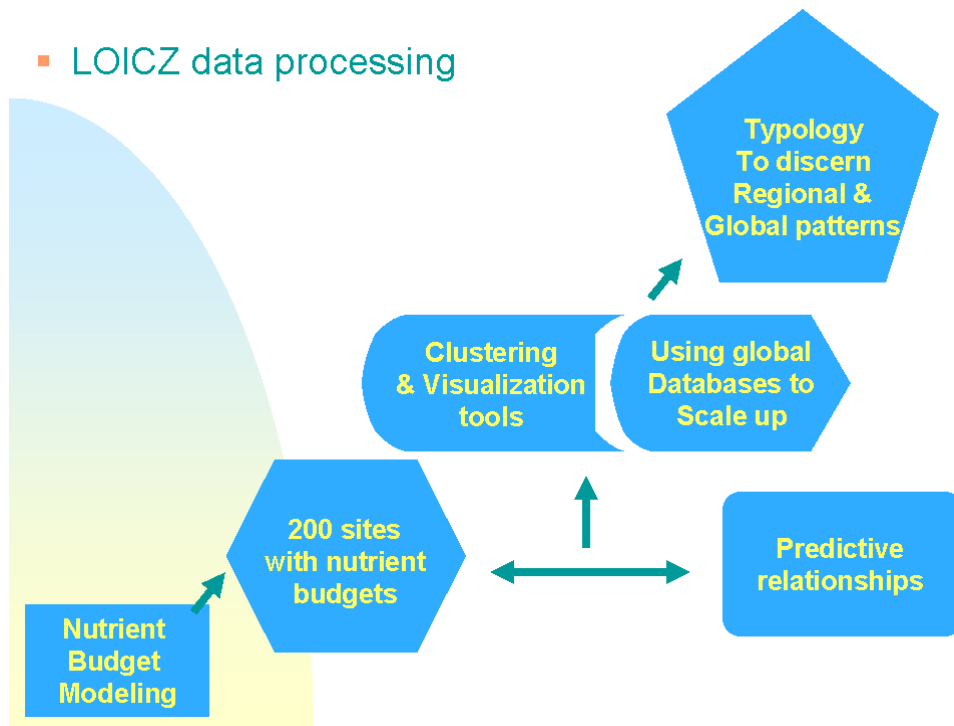 ▪ LOICZ data processing
Typology
To discern
Regional &
Global patterns
Clustering
& Visualization
tools
Using global
Databases to
Scale up
200 sites
with nutrient
budgets
Predictive
relationships
Nutrient
Budget
Modeling